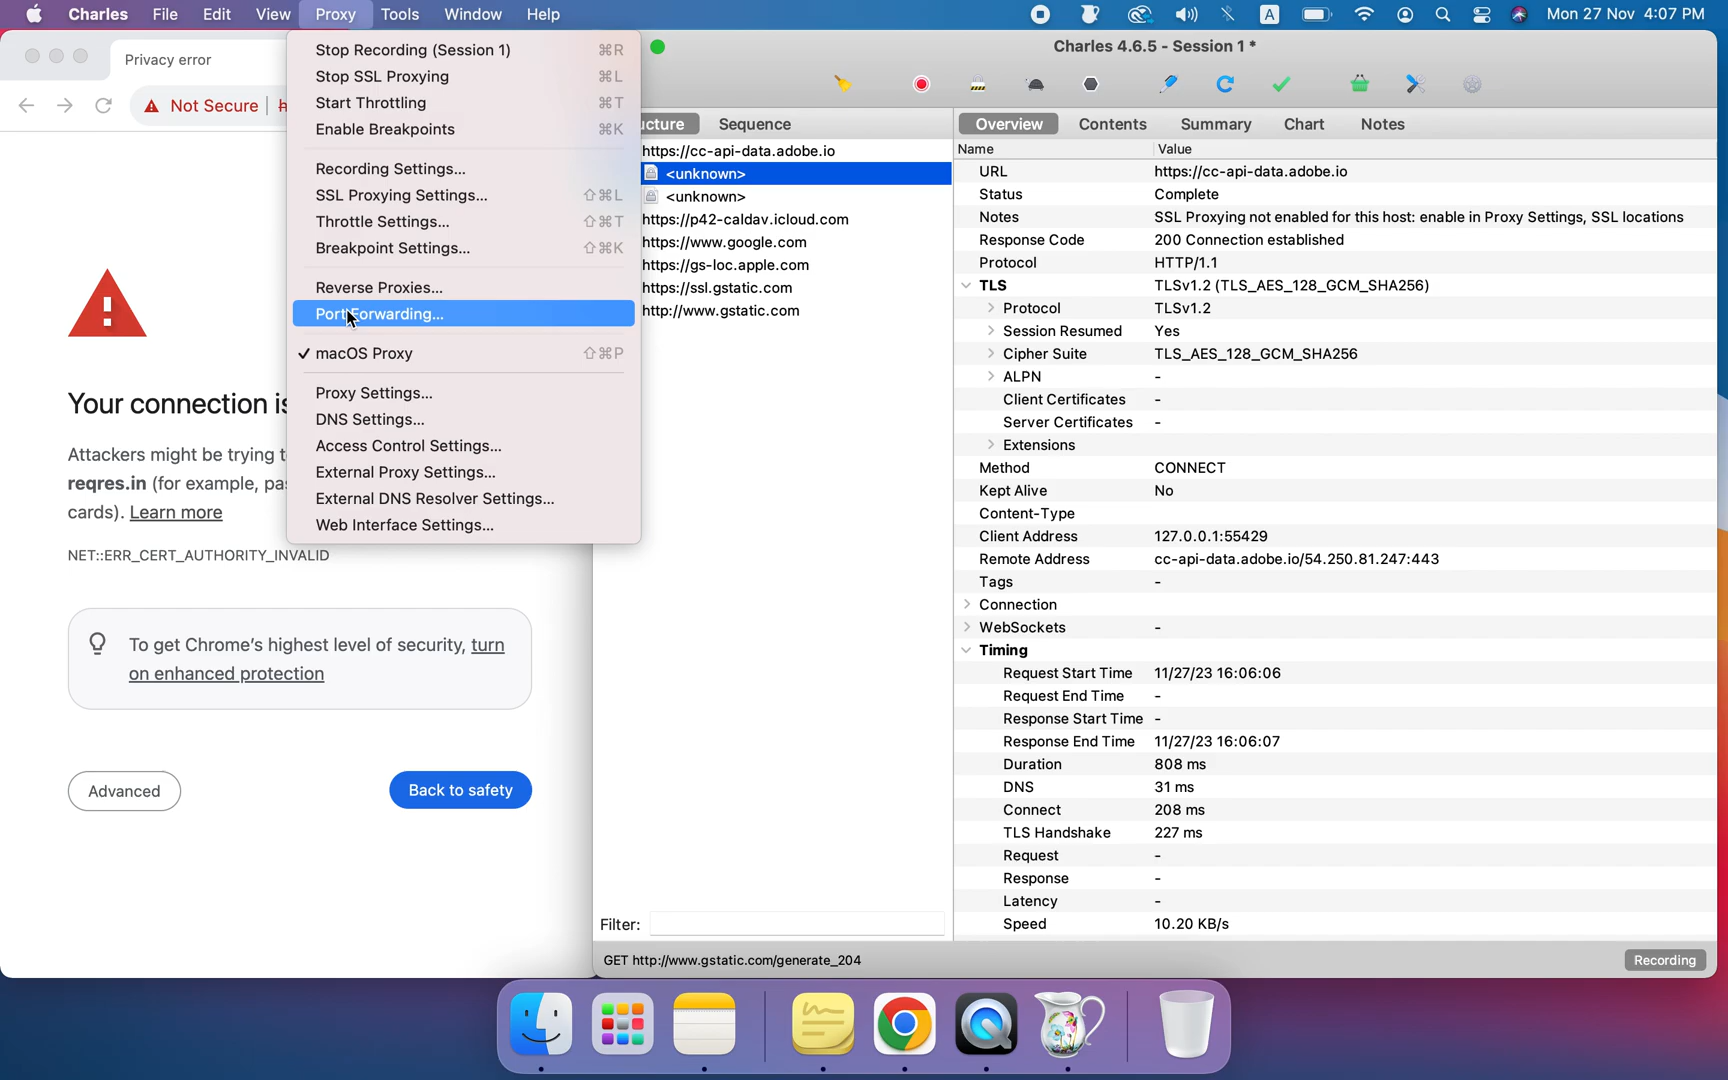 Charles File Edit View Proxy Tools Window Help
A Mon 27 Nov 4:07 PM
Privacy error
Not Secure
Your connection is
Attackers might be trying t
reqres.in (for example, pa
cards). Learn more
NET::ERR_CERT_AUTHORITY_INVALID
To get Chrome's highest level of security, turn
on enhanced protection
Advanced
Back to safety
Stop Recording (Session 1) ⌘R
Stop SSL Proxying ⌘L
Start Throttling ⌘T
Enable Breakpoints ⌘K
Recording Settings...
SSL Proxying Settings... ⇧⌘L
Throttle Settings... ⇧⌘T
Breakpoint Settings... ⇧⌘K
Reverse Proxies...
Port Forwarding...
✓ macOS Proxy ⇧⌘P
Proxy Settings...
DNS Settings...
Access Control Settings...
External Proxy Settings...
External DNS Resolver Settings...
Web Interface Settings...
Charles 4.6.5 - Session 1 *
ucture Sequence
https://cc-api-data.adobe.io
<unknown>
<unknown>
https://p42-caldav.icloud.com
https://www.google.com
https://gs-loc.apple.com
https://ssl.gstatic.com
http://www.gstatic.com
Filter:
Overview Contents Summary Chart Notes
Name Value
URL https://cc-api-data.adobe.io
Status Complete
Notes SSL Proxying not enabled for this host: enable in Proxy Settings, SSL locations
Response Code 200 Connection established
Protocol HTTP/1.1
TLS TLSv1.2 (TLS_AES_128_GCM_SHA256)
Protocol TLSv1.2
Session Resumed Yes
Cipher Suite TLS_AES_128_GCM_SHA256
ALPN -
Client Certificates -
Server Certificates -
Extensions
Method CONNECT
Kept Alive No
Content-Type
Client Address 127.0.0.1:55429
Remote Address cc-api-data.adobe.io/54.250.81.247:443
Tags -
Connection
WebSockets -
Timing
Request Start Time 11/27/23 16:06:06
Request End Time -
Response Start Time -
Response End Time 11/27/23 16:06:07
Duration 808 ms
DNS 31 ms
Connect 208 ms
TLS Handshake 227 ms
Request -
Response -
Latency -
Speed 10.20 KB/s
GET http://www.gstatic.com/generate_204
Recording